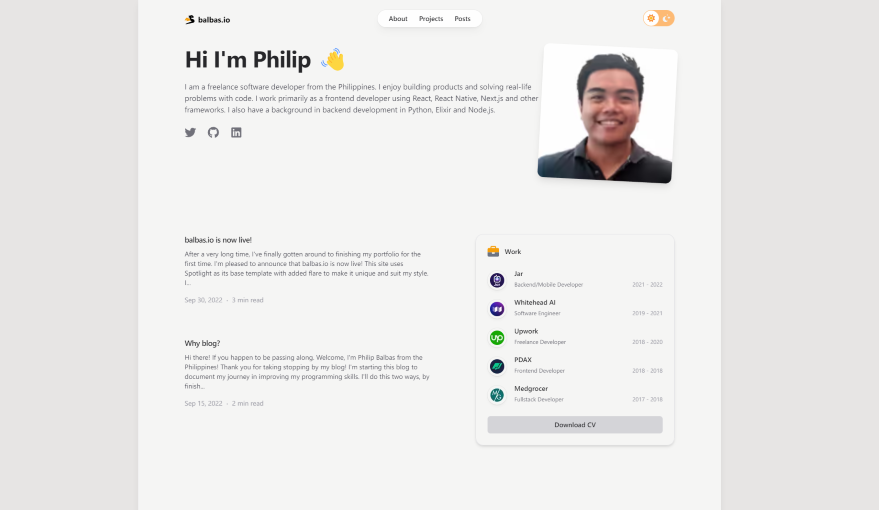 balbas.io
About Projects Posts
Hi I'm Philip 👋
I am a freelance software developer from the Philippines. I enjoy building products and solving real-life
problems with code. I work primarily as a frontend developer using React, React Native, Next.js and other
frameworks. I also have a background in backend development in Python, Elixir and Node.js.
balbas.io is now live!
After a very long time, I've finally gotten around to finishing my portfolio for the
first time. I'm pleased to announce that balbas.io is now live! This site uses
Spotlight as its base template with added flare to make it unique and suit my style.
I...
Sep 30, 2022 - 3 min read
Why blog?
Hi there! If you happen to be passing along. Welcome, I'm Philip Balbas from the
Philippines! Thank you for taking stopping by my blog! I'm starting this blog to
document my journey in improving my programming skills. I'll do this two ways, by
finish...
Sep 15, 2022 - 2 min read
Work
Jar
Backend/Mobile Developer 2021 - 2022
Whitehead AI
Software Engineer 2019 - 2021
Upwork
Freelance Developer 2018 - 2020
PDAX
Frontend Developer 2018 - 2018
Medgrocer
Fullstack Developer 2017 - 2018
Download CV